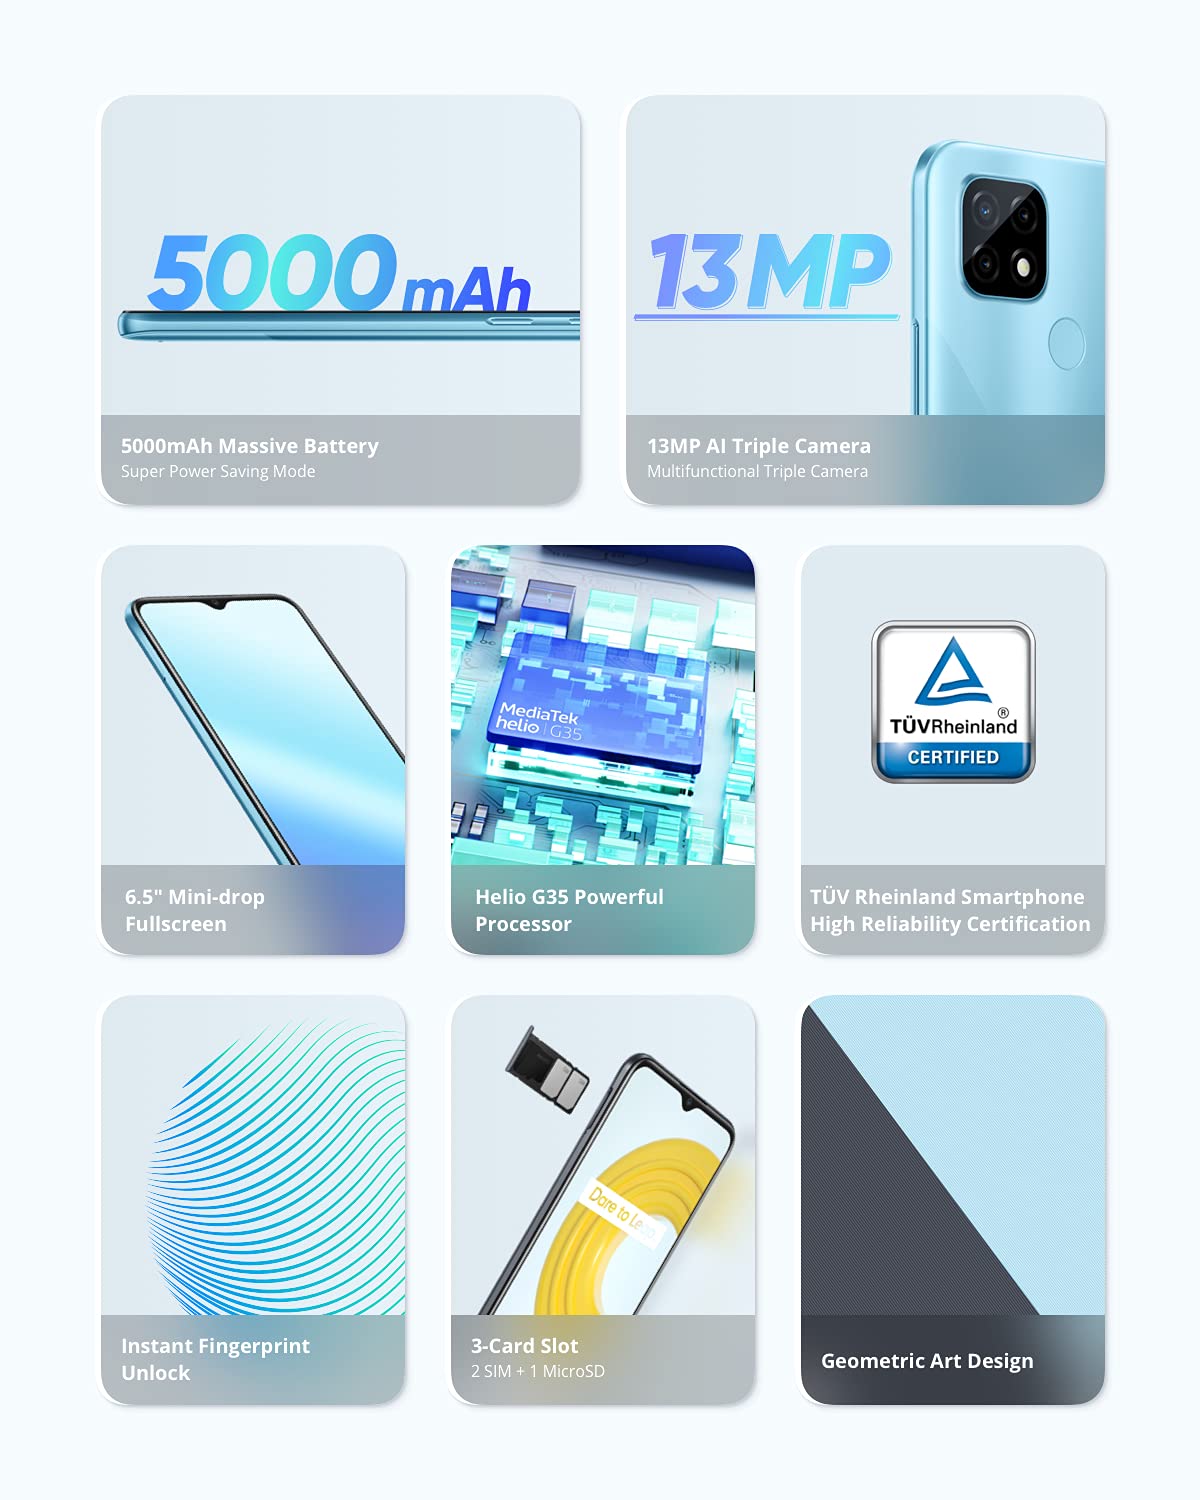 5000 mAh
5000mAh Massive Battery
Super Power Saving Mode
13MP
13MP AI Triple Camera
Multifunctional Triple Camera
6.5" Mini-drop
Fullscreen
MediaTek
helio G35
Helio G35 Powerful
Processor
TÜVRheinland®
CERTIFIED
TÜV Rheinland Smartphone
High Reliability Certification
Instant Fingerprint
Unlock
Dare to Leap
3-Card Slot
2 SIM + 1 MicroSD
Geometric Art Design